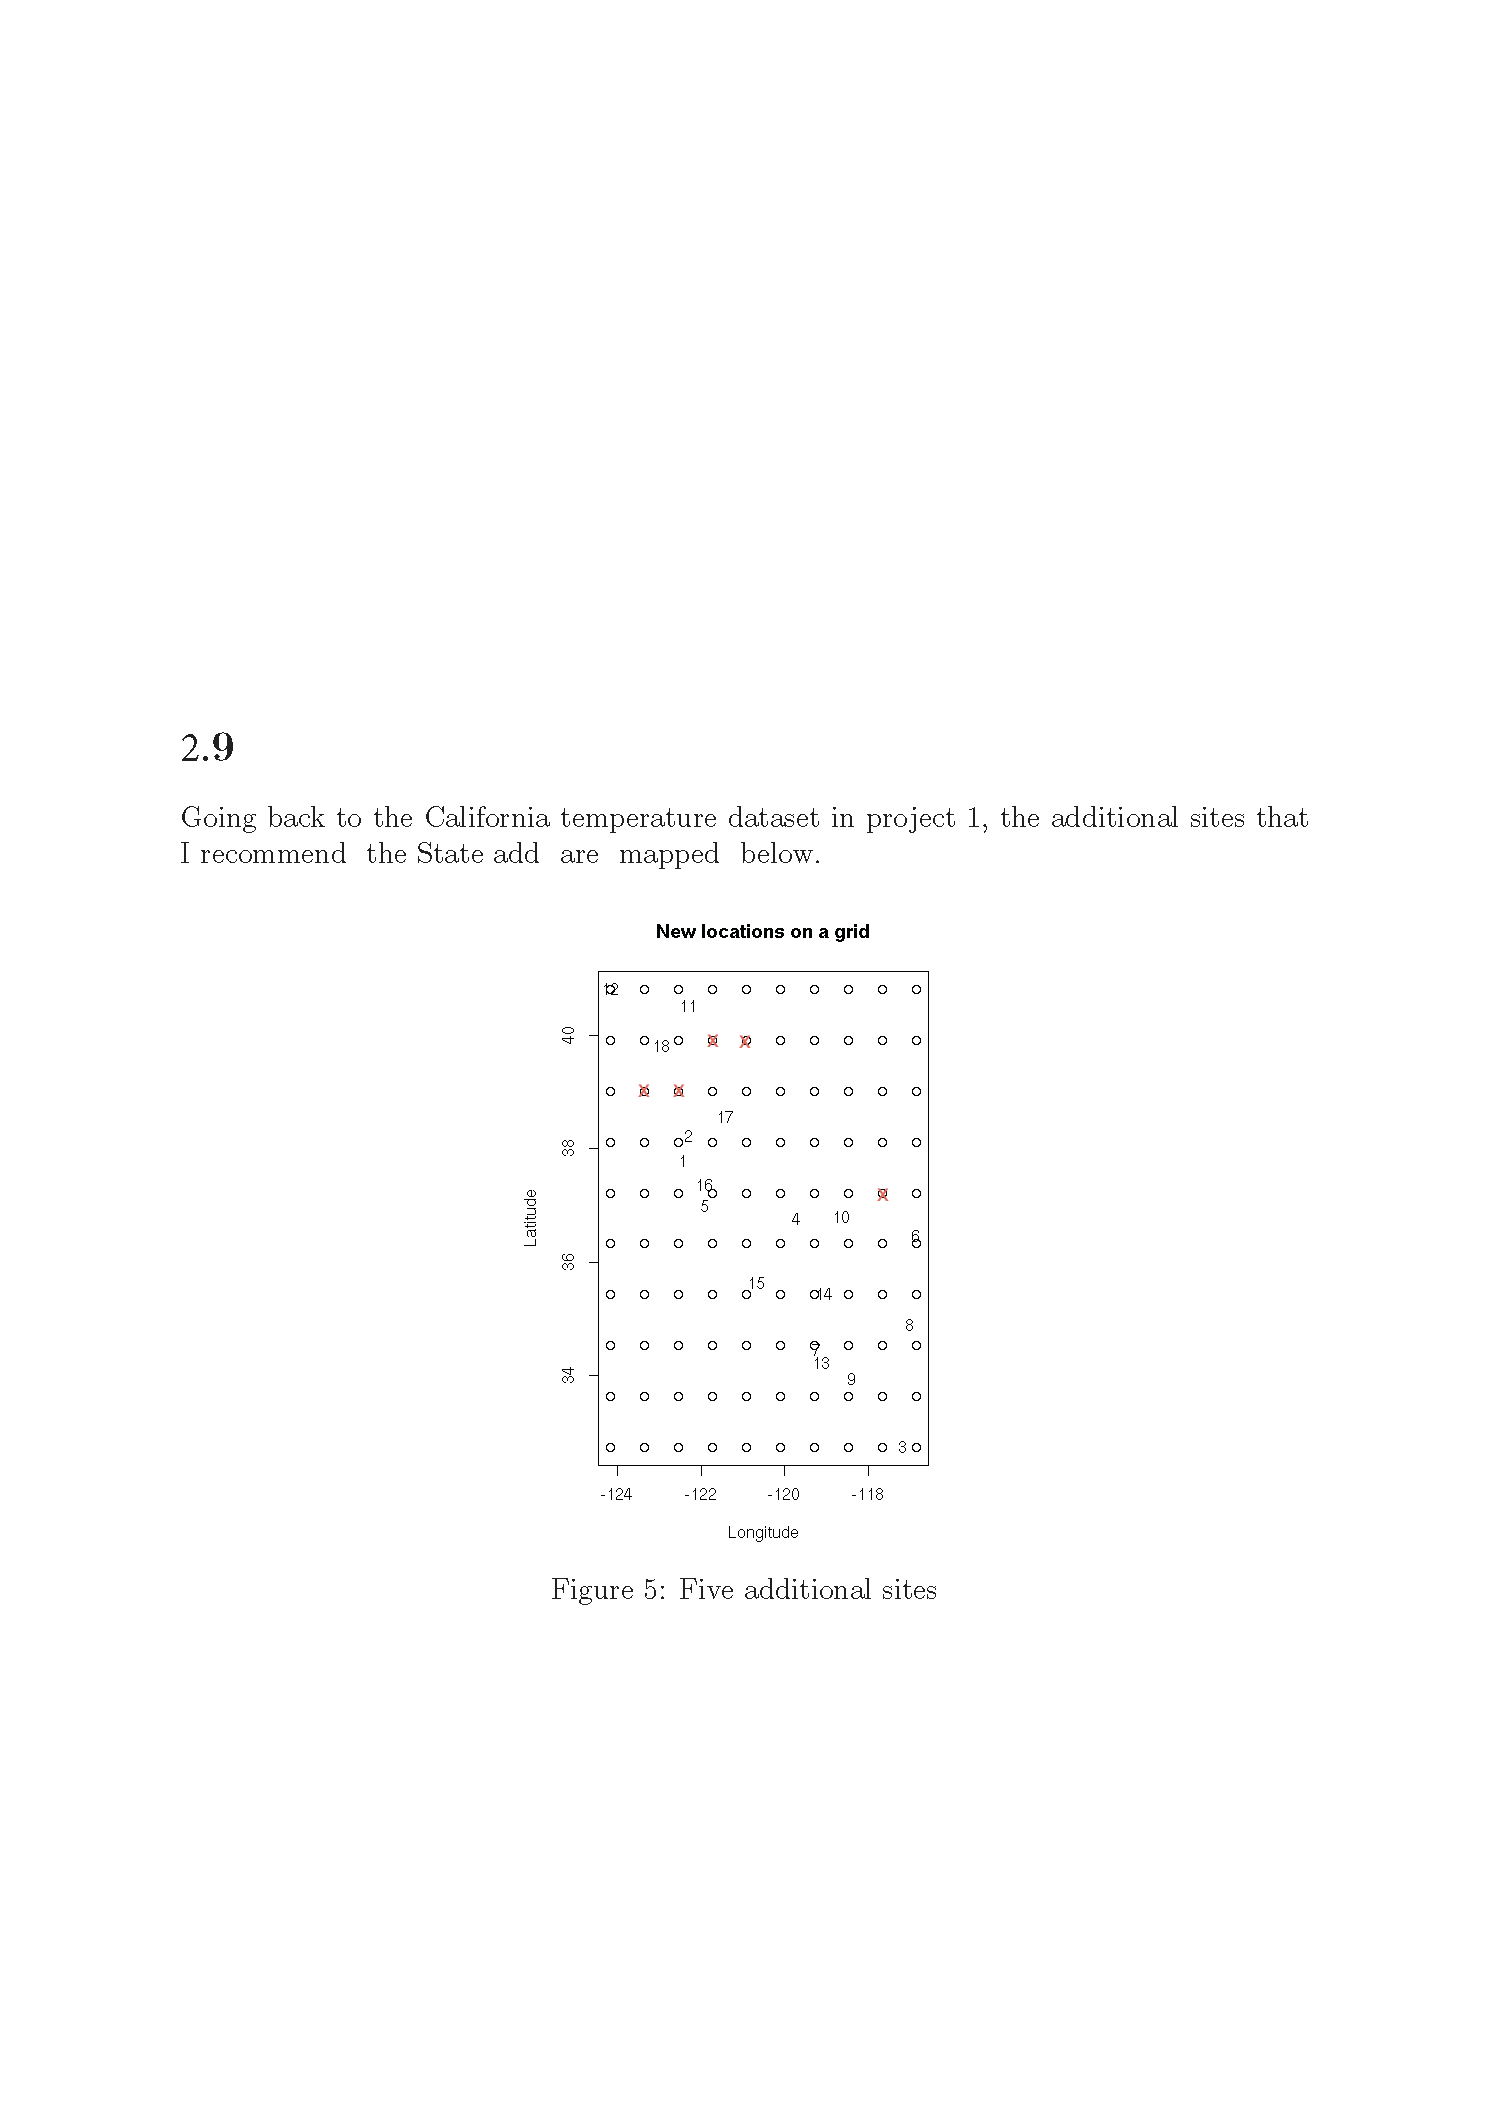 2.9
Going back to the California temperature dataset in project 1, the additional sites that
I recommend the State add are mapped below.
New locations on a grid
12
11
40
18
x x
x x
17
38
2
1
16
5
x
Latitude
4
10
6
36
15
14
8
7
13
34
9
3
-124 -122 -120 -118
Longitude
Figure 5: Five additional sites